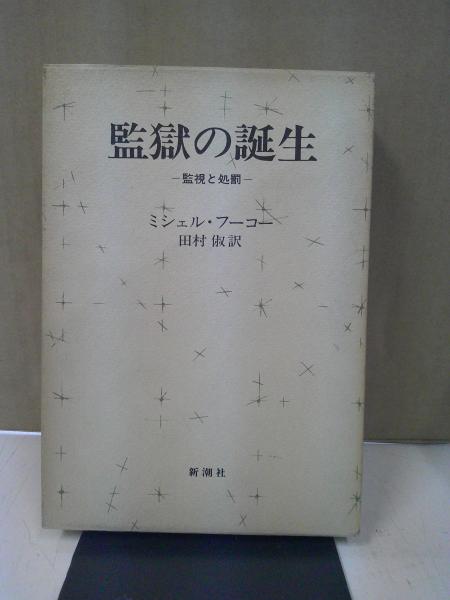 監獄の誕生
―監視と処罰―
ミシェル・フーコー
田村 俶訳
新潮社